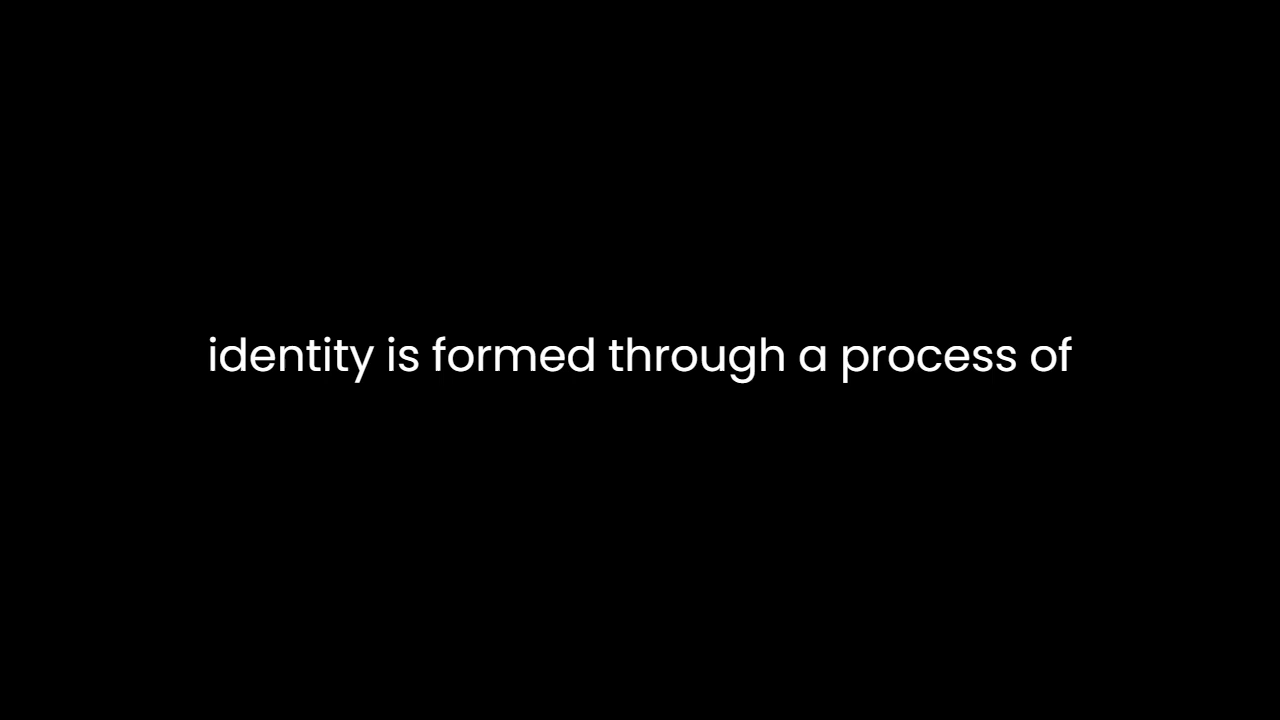 identity is formed through a process of